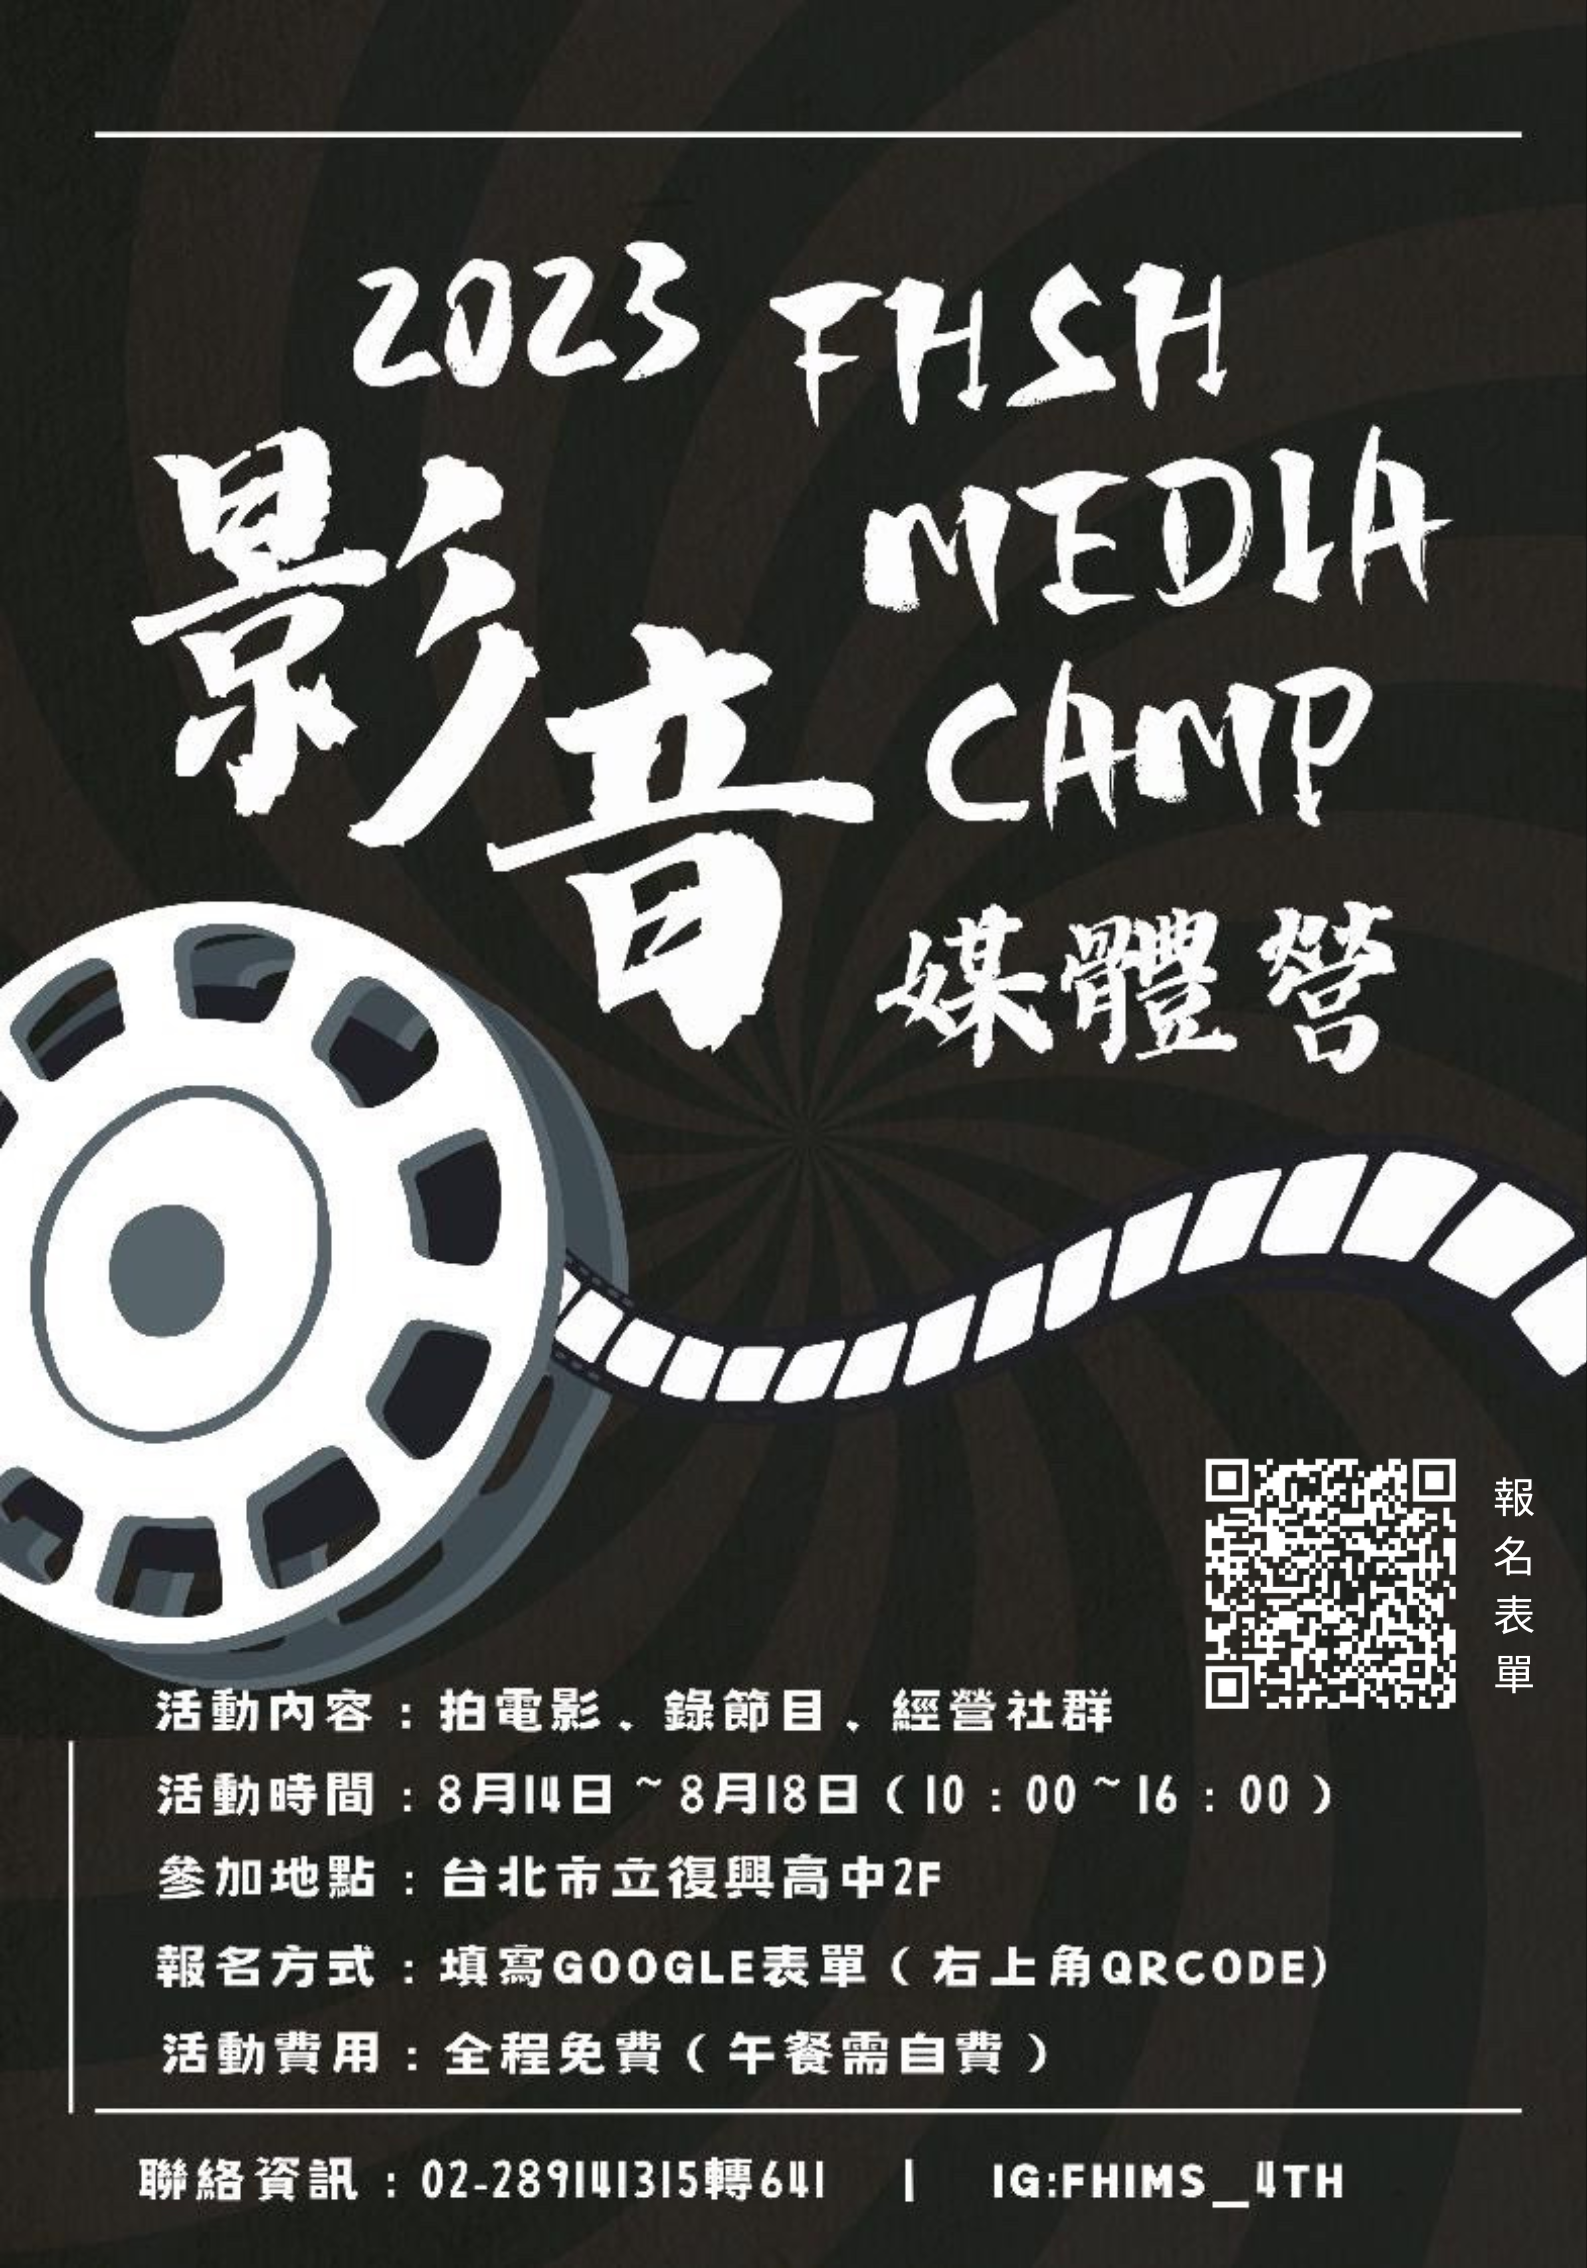 2023 FHSH
影音
MEDIA
CAMP
媒體營
報名表單
活動內容：拍電影、錄節目、經營社群
活動時間：8月14日~8月18日（10：00~16：00）
參加地點：台北市立復興高中2F
報名方式：填寫GOOGLE表單（右上角QRCODE)
活動費用：全程免費（午餐需自費）
聯絡資訊：02-289141315轉641 | IG:FHIMS_4TH